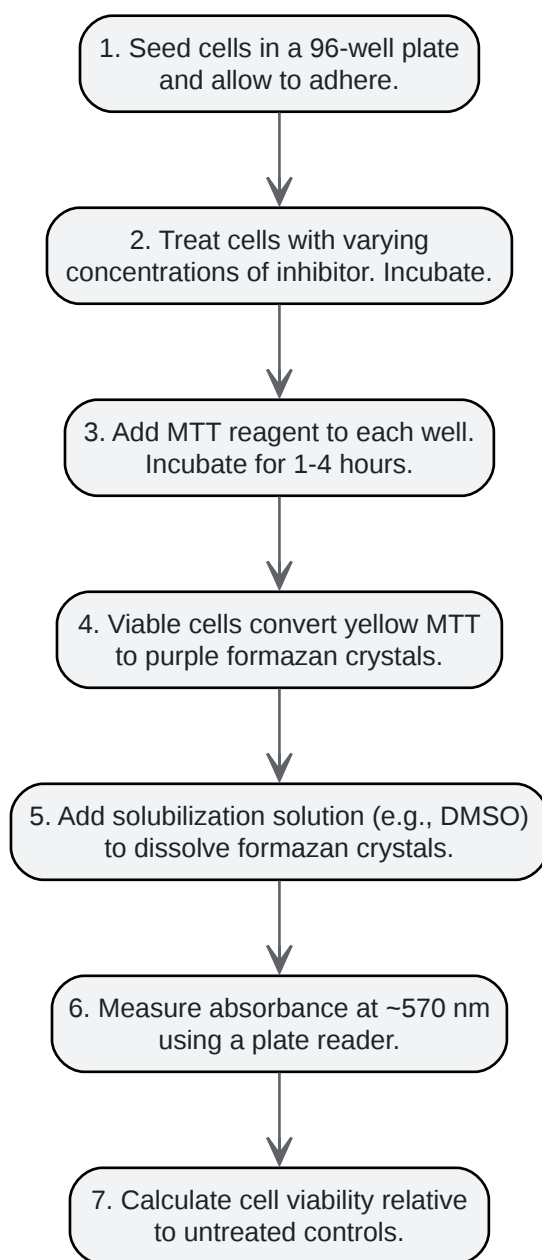 1. Seed cells in a 96-well plate
and allow to adhere.
2. Treat cells with varying
concentrations of inhibitor. Incubate.
3. Add MTT reagent to each well.
Incubate for 1-4 hours.
4. Viable cells convert yellow MTT
to purple formazan crystals.
5. Add solubilization solution (e.g., DMSO)
to dissolve formazan crystals.
6. Measure absorbance at ~570 nm
using a plate reader.
7. Calculate cell viability relative
to untreated controls.